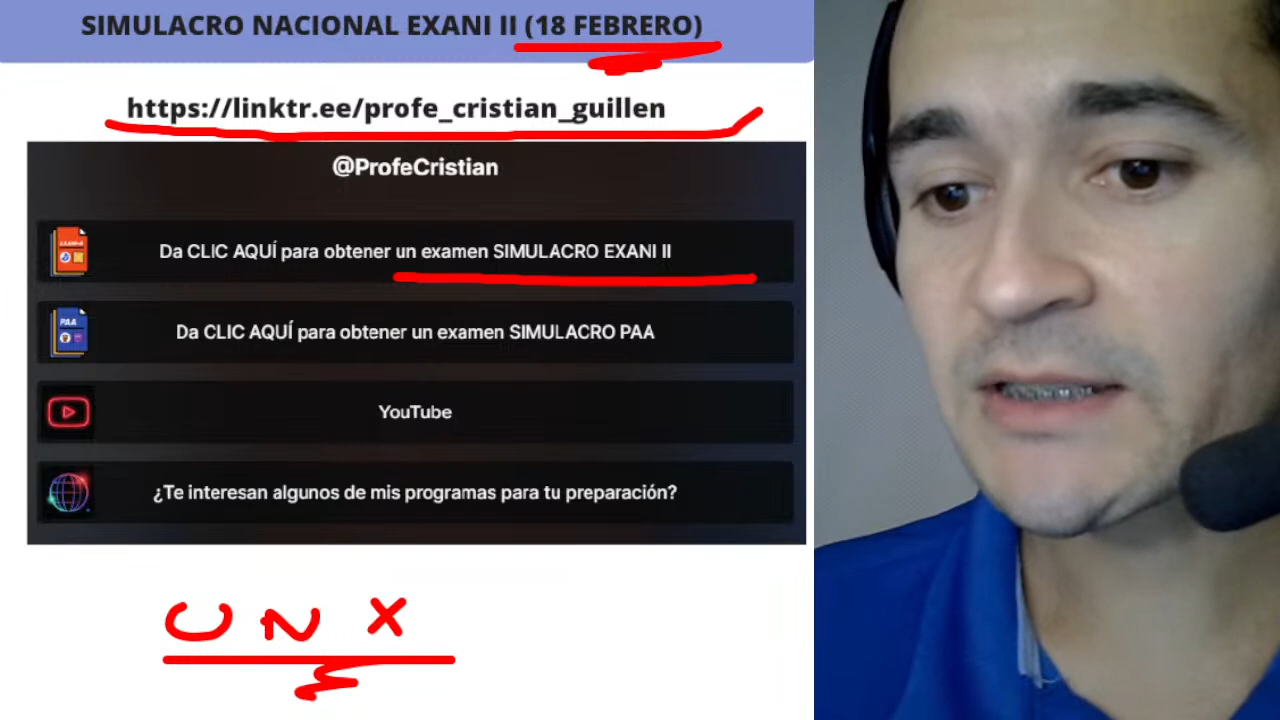 SIMULACRO NACIONAL EXANI II (18 FEBRERO)
https://linktr.ee/profe_cristian_guillen
@ProfeCristian
Da CLIC AQUÍ para obtener un examen SIMULACRO EXANI II
PAA
Da CLIC AQUÍ para obtener un examen SIMULACRO PAA
YouTube
¿Te interesan algunos de mis programas para tu preparación?